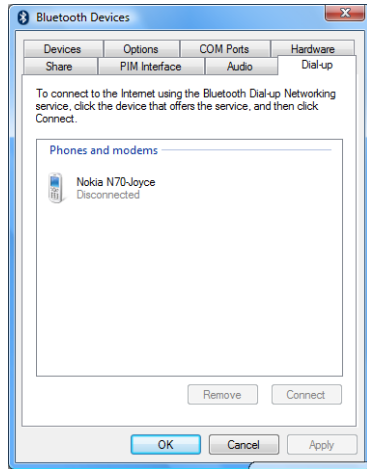 Bluetooth Devices
Devices Options COM Ports Hardware
Share PIM Interface Audio Dial-up
To connect to the Internet using the Bluetooth Dial-up Networking
service, click the device that offers the service, and then click
Connect.
Phones and modems
Nokia N70-Joyce
Disconnected
Remove Connect
OK Cancel Apply